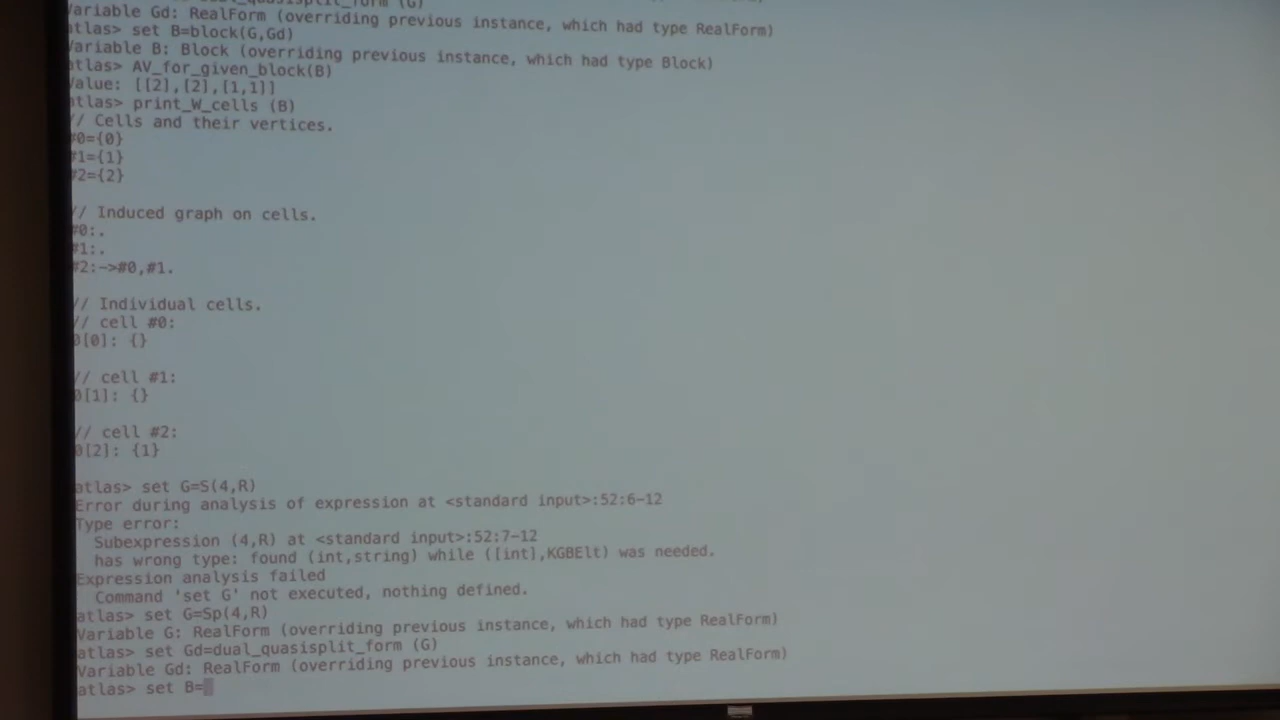 dual_quasisplit_form (G)
Variable Gd: RealForm (overriding previous instance, which had type RealForm)
atlas> set B=block(G,Gd)
Variable B: Block (overriding previous instance, which had type Block)
atlas> AV_for_given_block(B)
Value: [[2],[2],[1,1]]
atlas> print_W_cells (B)
// Cells and their vertices.
#0={0}
#1={1}
#2={2}
// Induced graph on cells.
#0:.
#1:.
#2:->#0,#1.
// Individual cells.
// cell #0:
0[0]: {}
// cell #1:
0[1]: {}
// cell #2:
0[2]: {1}
atlas> set G=S(4,R)
Error during analysis of expression at <standard input>:52:6-12
Type error:
Subexpression (4,R) at <standard input>:52:7-12
has wrong type: found (int,string) while ([int],KGBElt) was needed.
Expression analysis failed
Command 'set G' not executed, nothing defined.
atlas> set G=Sp(4,R)
Variable G: RealForm (overriding previous instance, which had type RealForm)
atlas> set Gd=dual_quasisplit_form (G)
Variable Gd: RealForm (overriding previous instance, which had type RealForm)
atlas> set B=